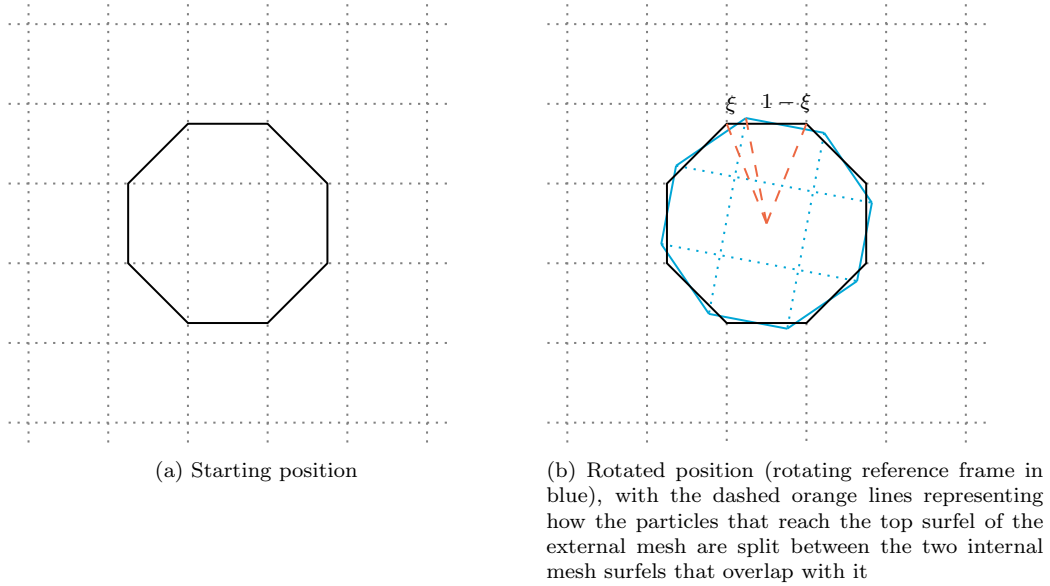 ξ 1 − ξ
(a) Starting position
(b) Rotated position (rotating reference frame in
blue), with the dashed orange lines representing
how the particles that reach the top surfel of the
external mesh are split between the two internal
mesh surfels that overlap with it